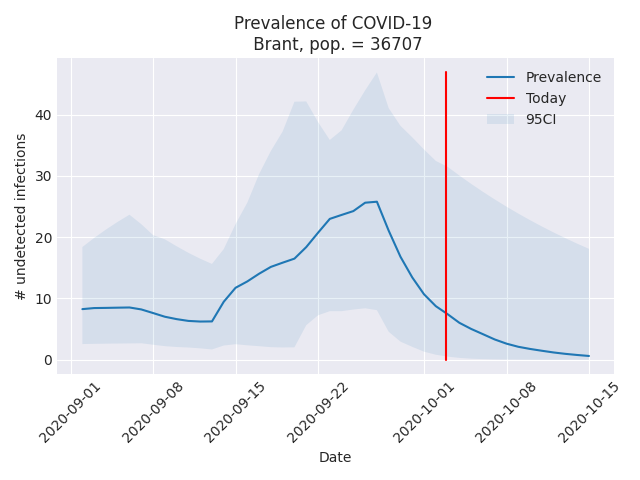 Prevalence of COVID-19
Brant, pop. = 36707
Prevalence
Today
95CI
# undetected infections
40
30
20
10
0
2020-09-01
2020-09-08
2020-09-15
2020-09-22
2020-10-01
2020-10-08
2020-10-15
Date